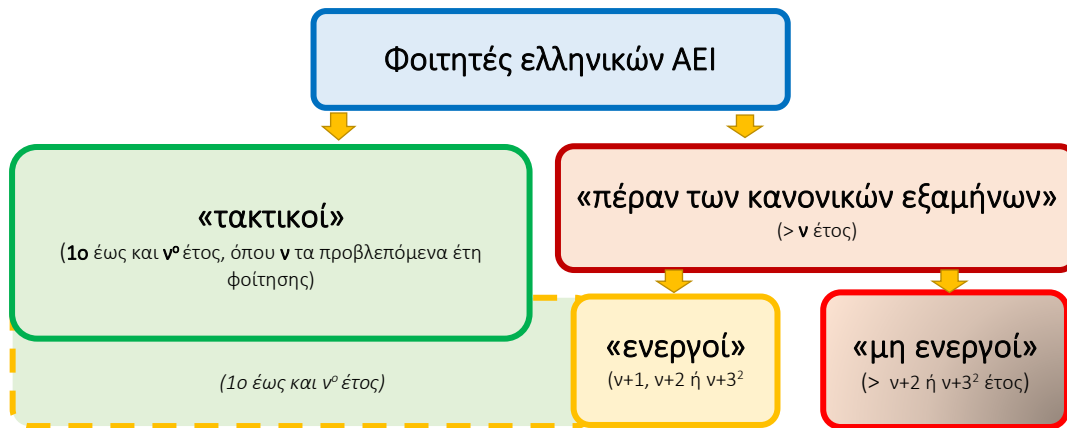 Φοιτητές ελληνικών ΑΕΙ
«τακτικοί»
(1ο έως και νο έτος, όπου ν τα προβλεπόμενα έτη
φοίτησης)
«πέραν των κανονικών εξαμήνων»
(> ν έτος)
(1ο έως και νο έτος)
«ενεργοί»
(ν+1, ν+2 ή ν+3²
«μη ενεργοί»
(> ν+2 ή ν+3² έτος)